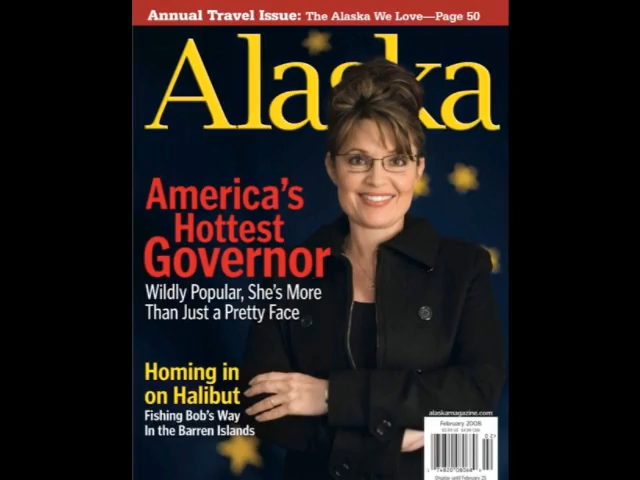 Annual Travel Issue: The Alaska We Love—Page 50
Alaska
America's
Hottest
Governor
Wildly Popular, She's More
Than Just a Pretty Face
Homing in
on Halibut
Fishing Bob's Way
In the Barren Islands
alaskamagazine.com
February 2008